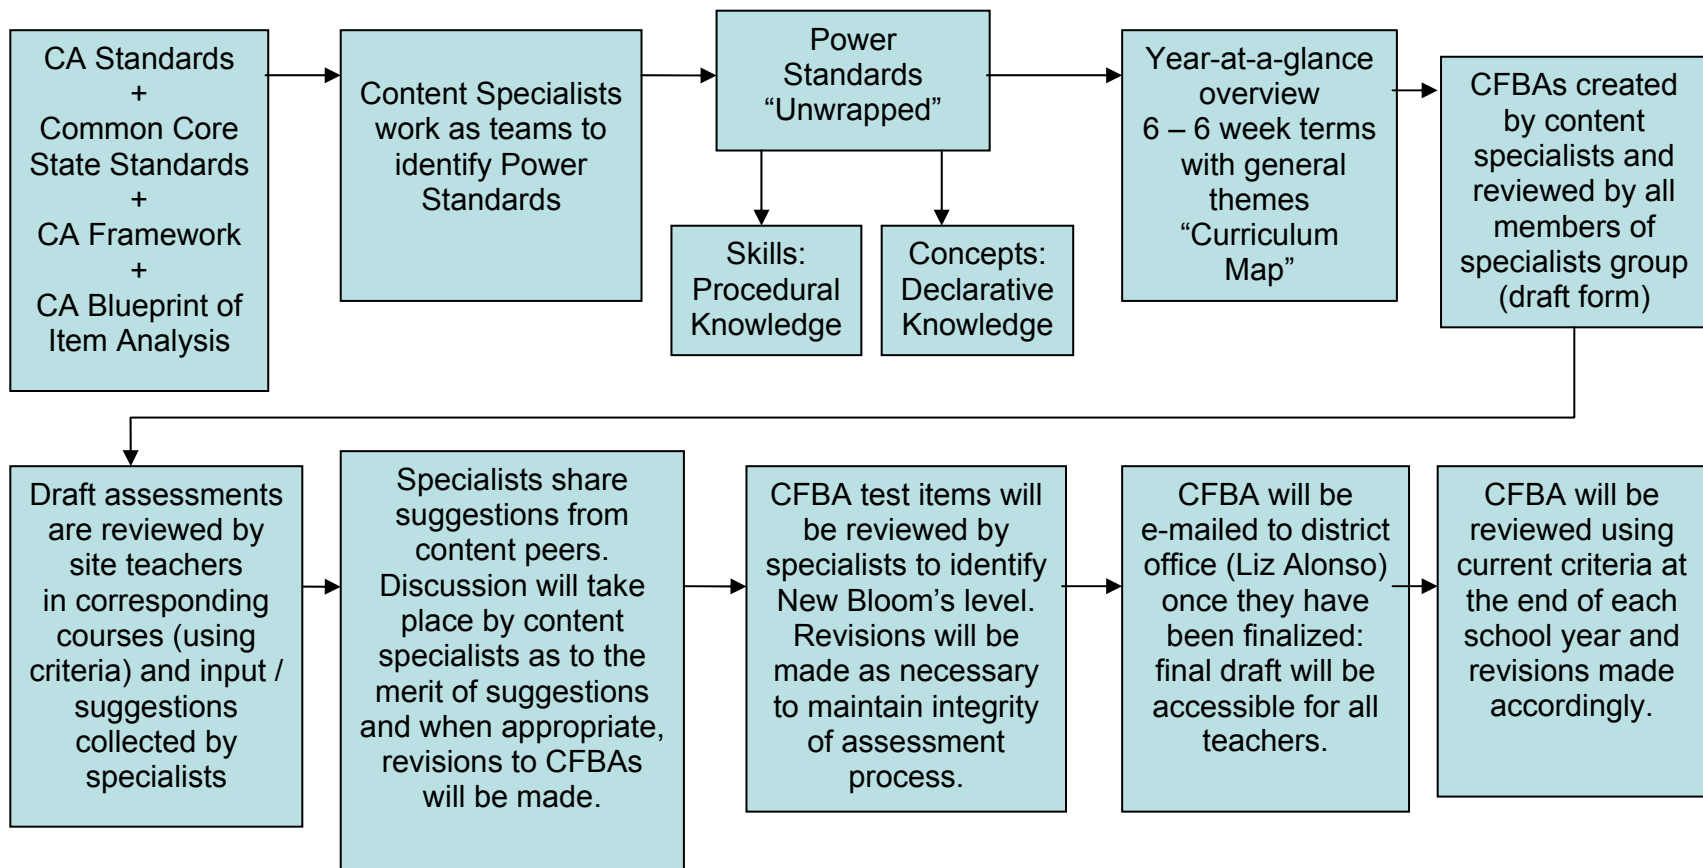 CA Standards
+
Common Core
State Standards
+
CA Framework
+
CA Blueprint of
Item Analysis
Content Specialists
work as teams to
identify Power
Standards
Power
Standards
“Unwrapped”
Skills:
Procedural
Knowledge
Concepts:
Declarative
Knowledge
Year-at-a-glance
overview
6 – 6 week terms
with general
themes
“Curriculum
Map”
CFBAs created
by content
specialists and
reviewed by all
members of
specialists group
(draft form)
Draft assessments
are reviewed by
site teachers
in corresponding
courses (using
criteria) and input /
suggestions
collected by
specialists
Specialists share
suggestions from
content peers.
Discussion will take
place by content
specialists as to the
merit of suggestions
and when appropriate,
revisions to CFBAs
will be made.
CFBA test items will
be reviewed by
specialists to identify
New Bloom’s level.
Revisions will be
made as necessary
to maintain integrity
of assessment
process.
CFBA will be
e-mailed to district
office (Liz Alonso)
once they have
been finalized:
final draft will be
accessible for all
teachers.
CFBA will be
reviewed using
current criteria at
the end of each
school year and
revisions made
accordingly.